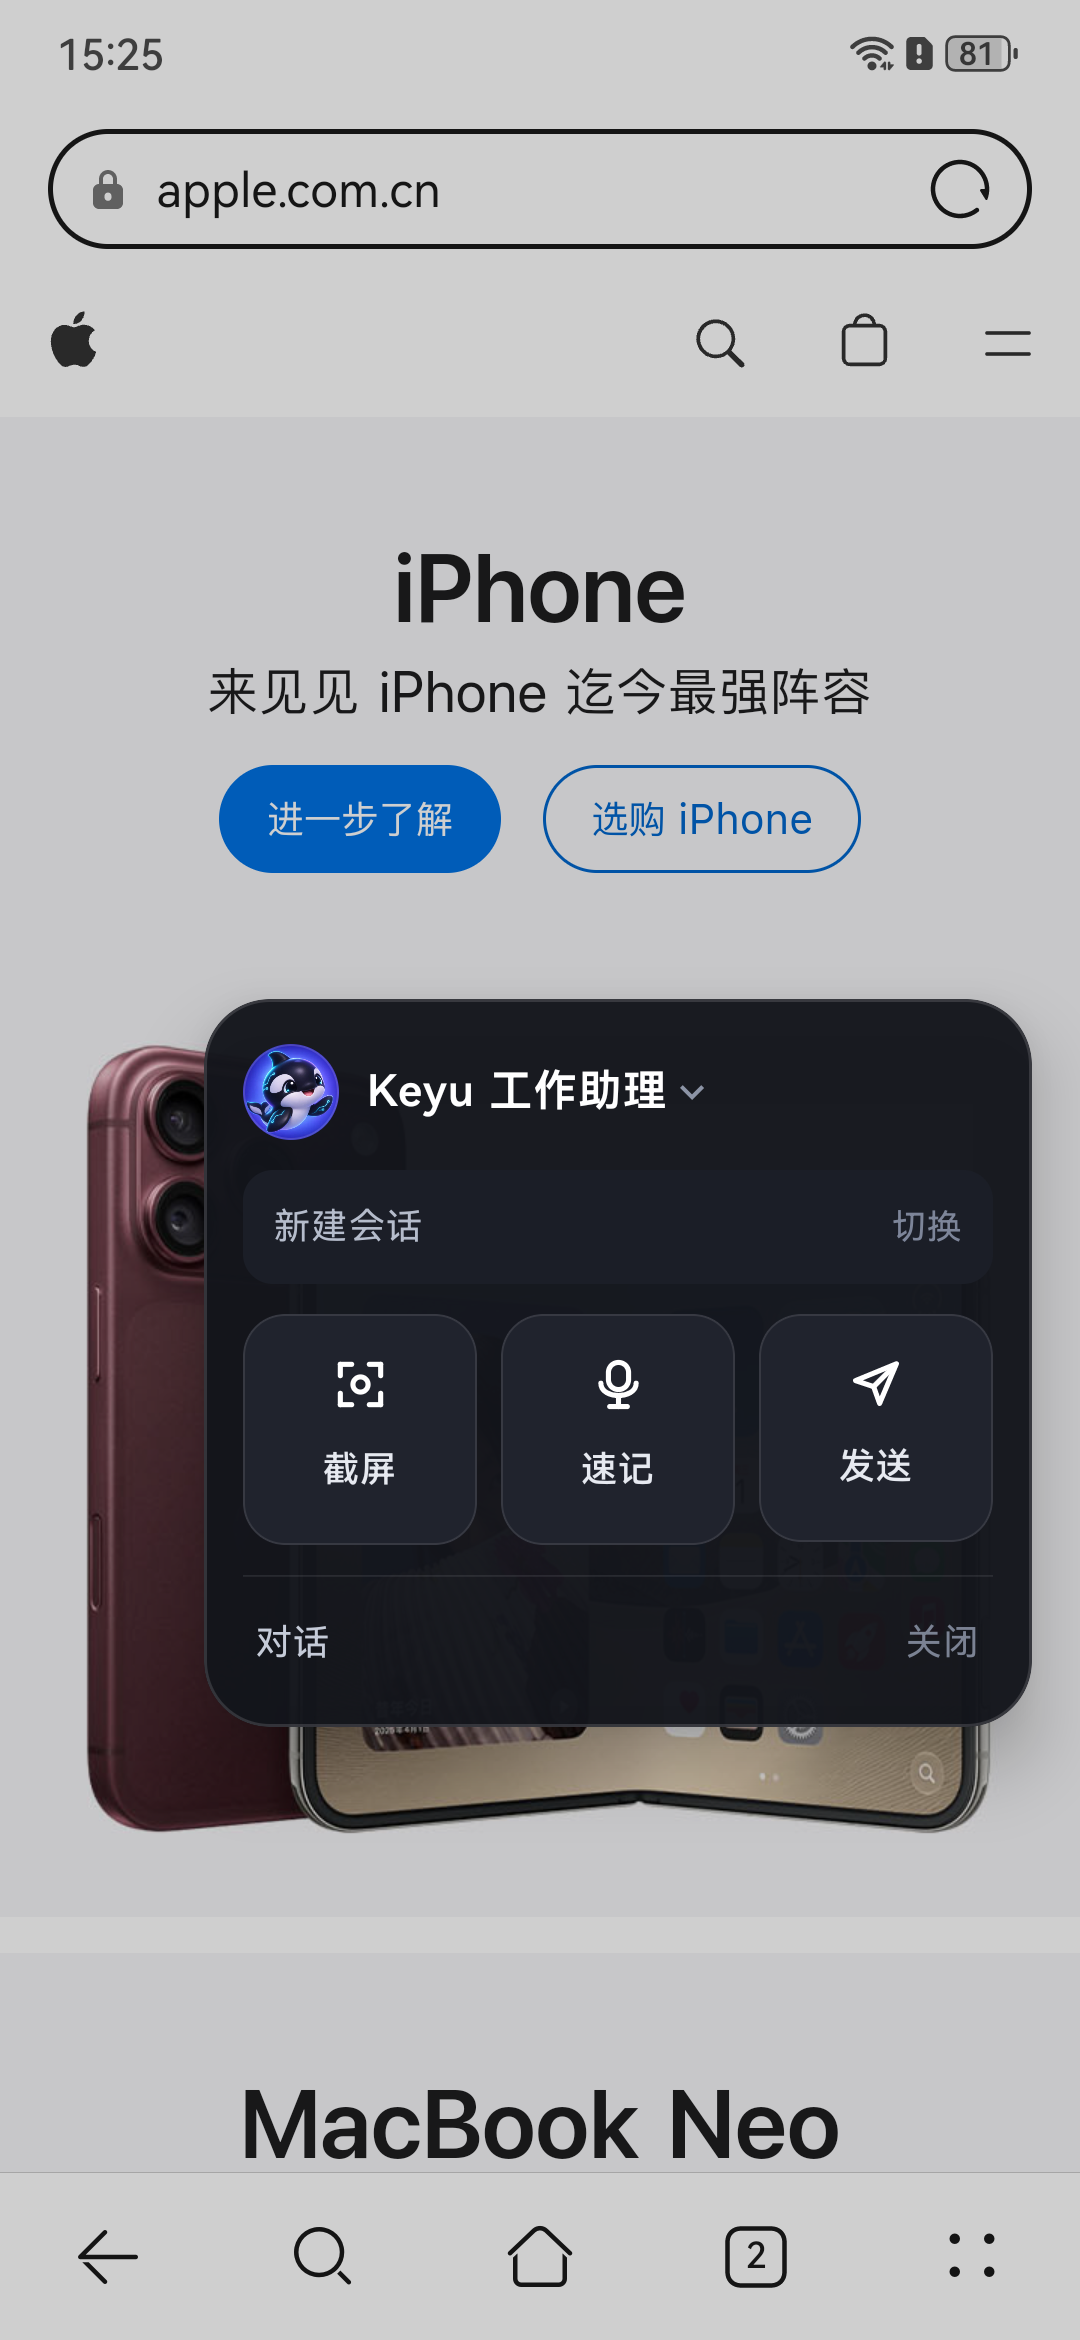 15:25
81
apple.com.cn
iPhone
来见见 iPhone 迄今最强阵容
进一步了解
选购 iPhone
Keyu 工作助理
新建会话
切换
截屏
速记
发送
对话
关闭
MacBook Neo
2